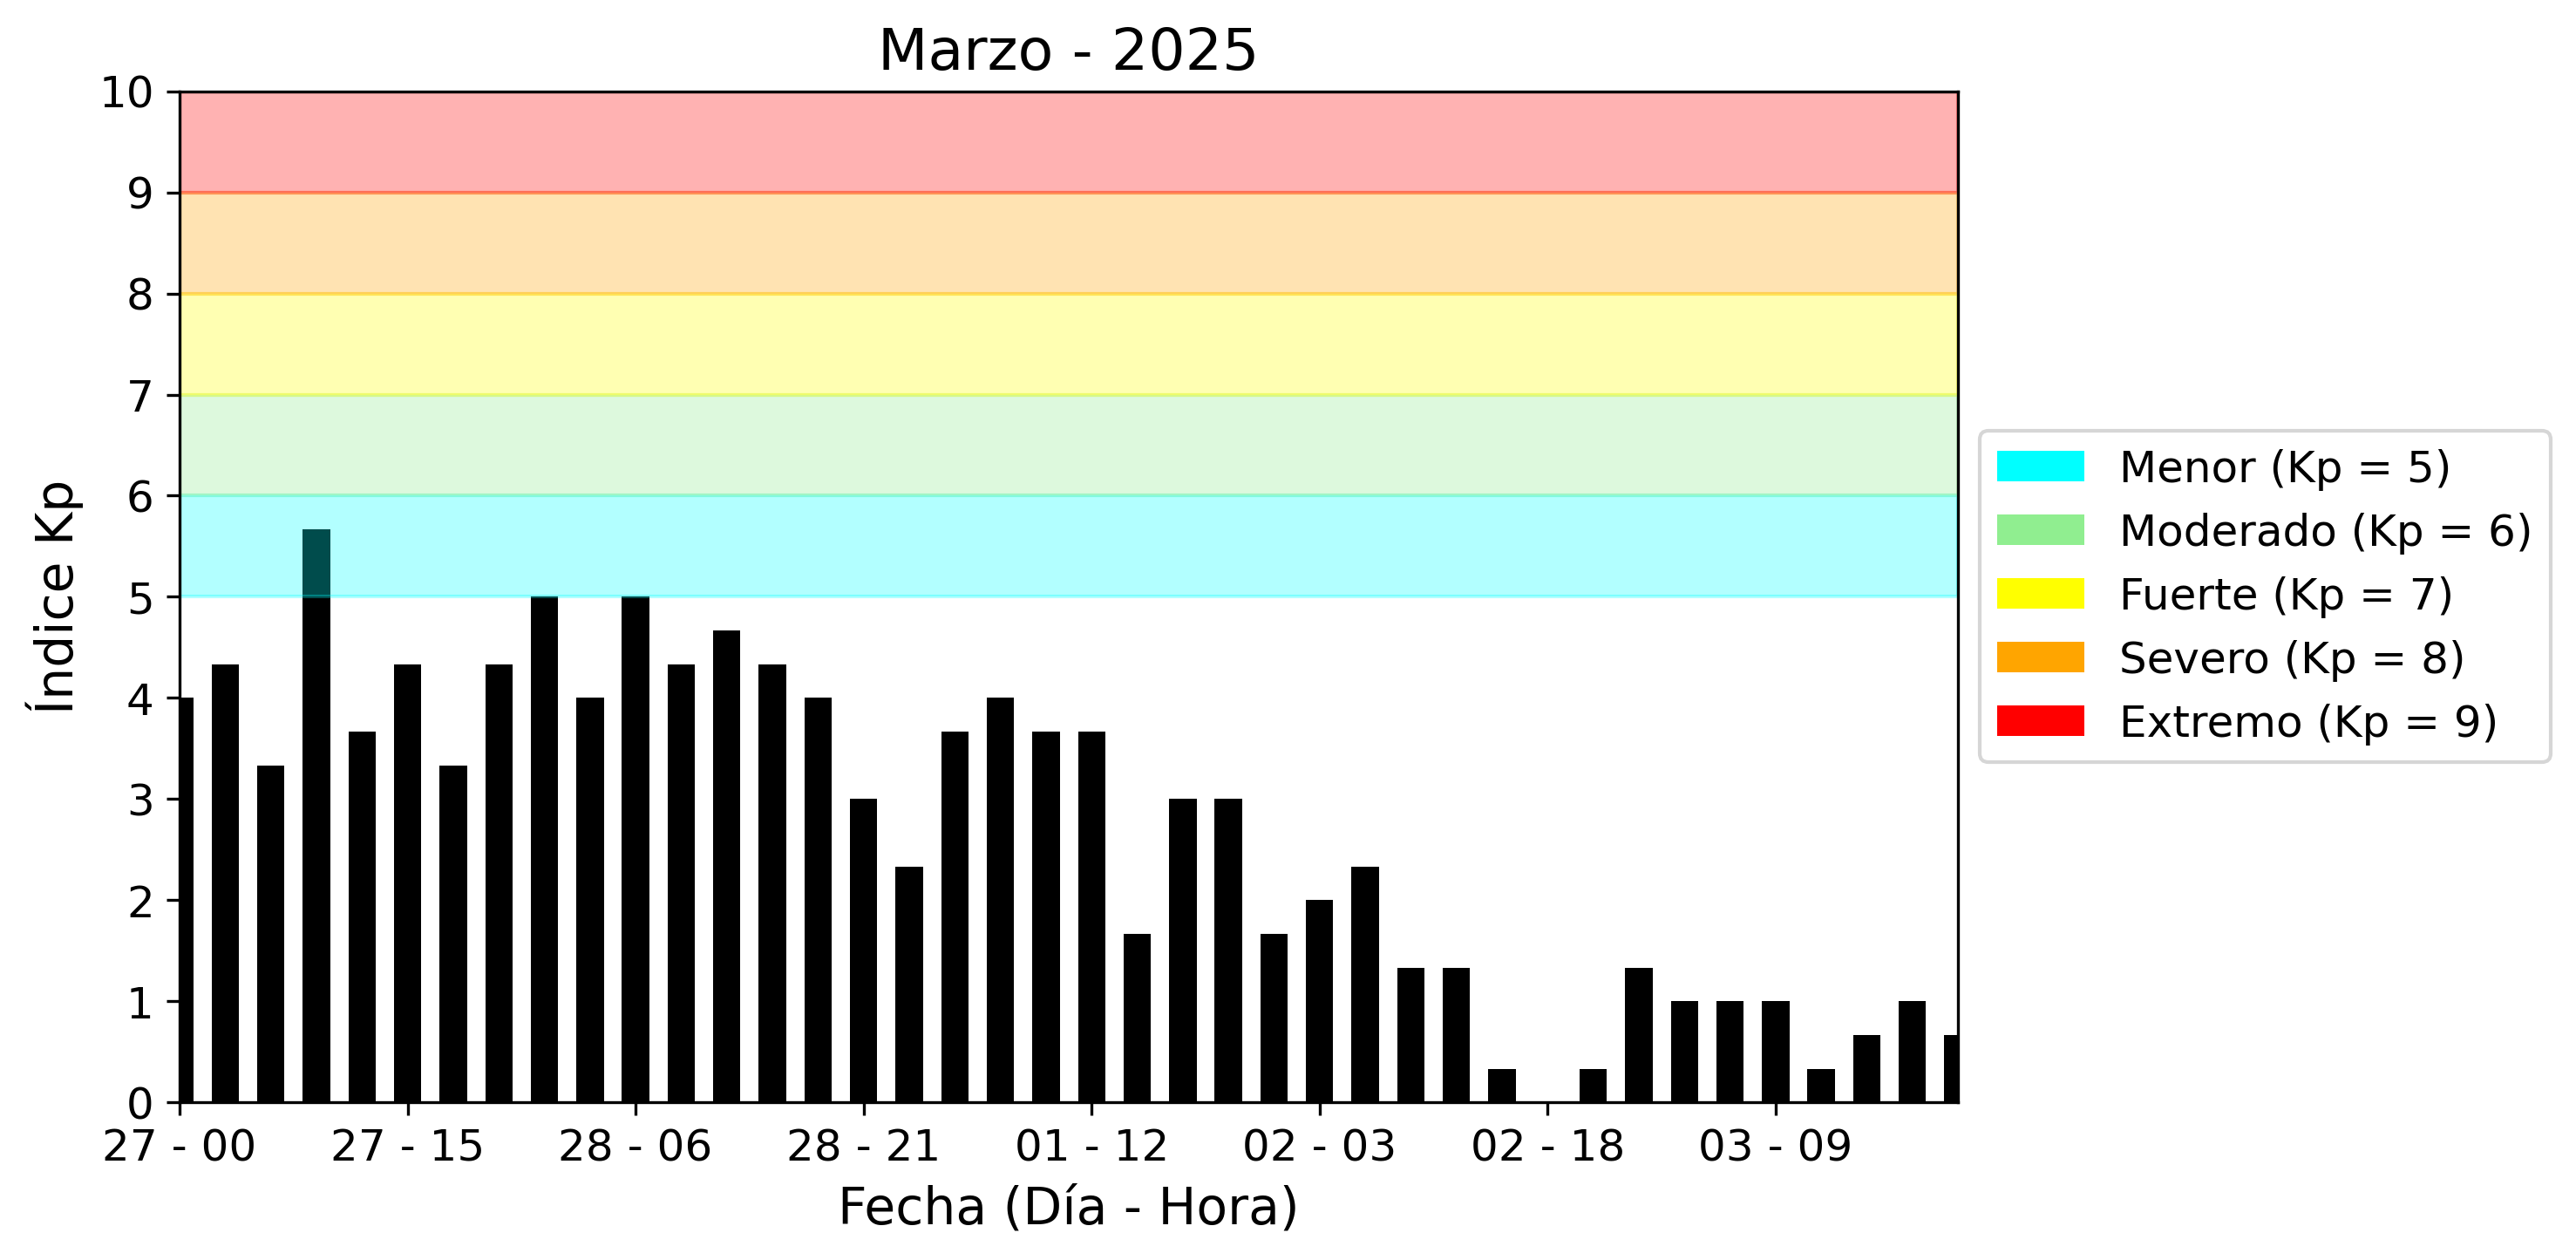 Marzo - 2025
10
9
8
7
6
5
4
3
2
1
0
Índice Kp
27 - 00
27 - 15
28 - 06
28 - 21
01 - 12
02 - 03
02 - 18
03 - 09
Fecha (Día - Hora)
Menor (Kp = 5)
Moderado (Kp = 6)
Fuerte (Kp = 7)
Severo (Kp = 8)
Extremo (Kp = 9)